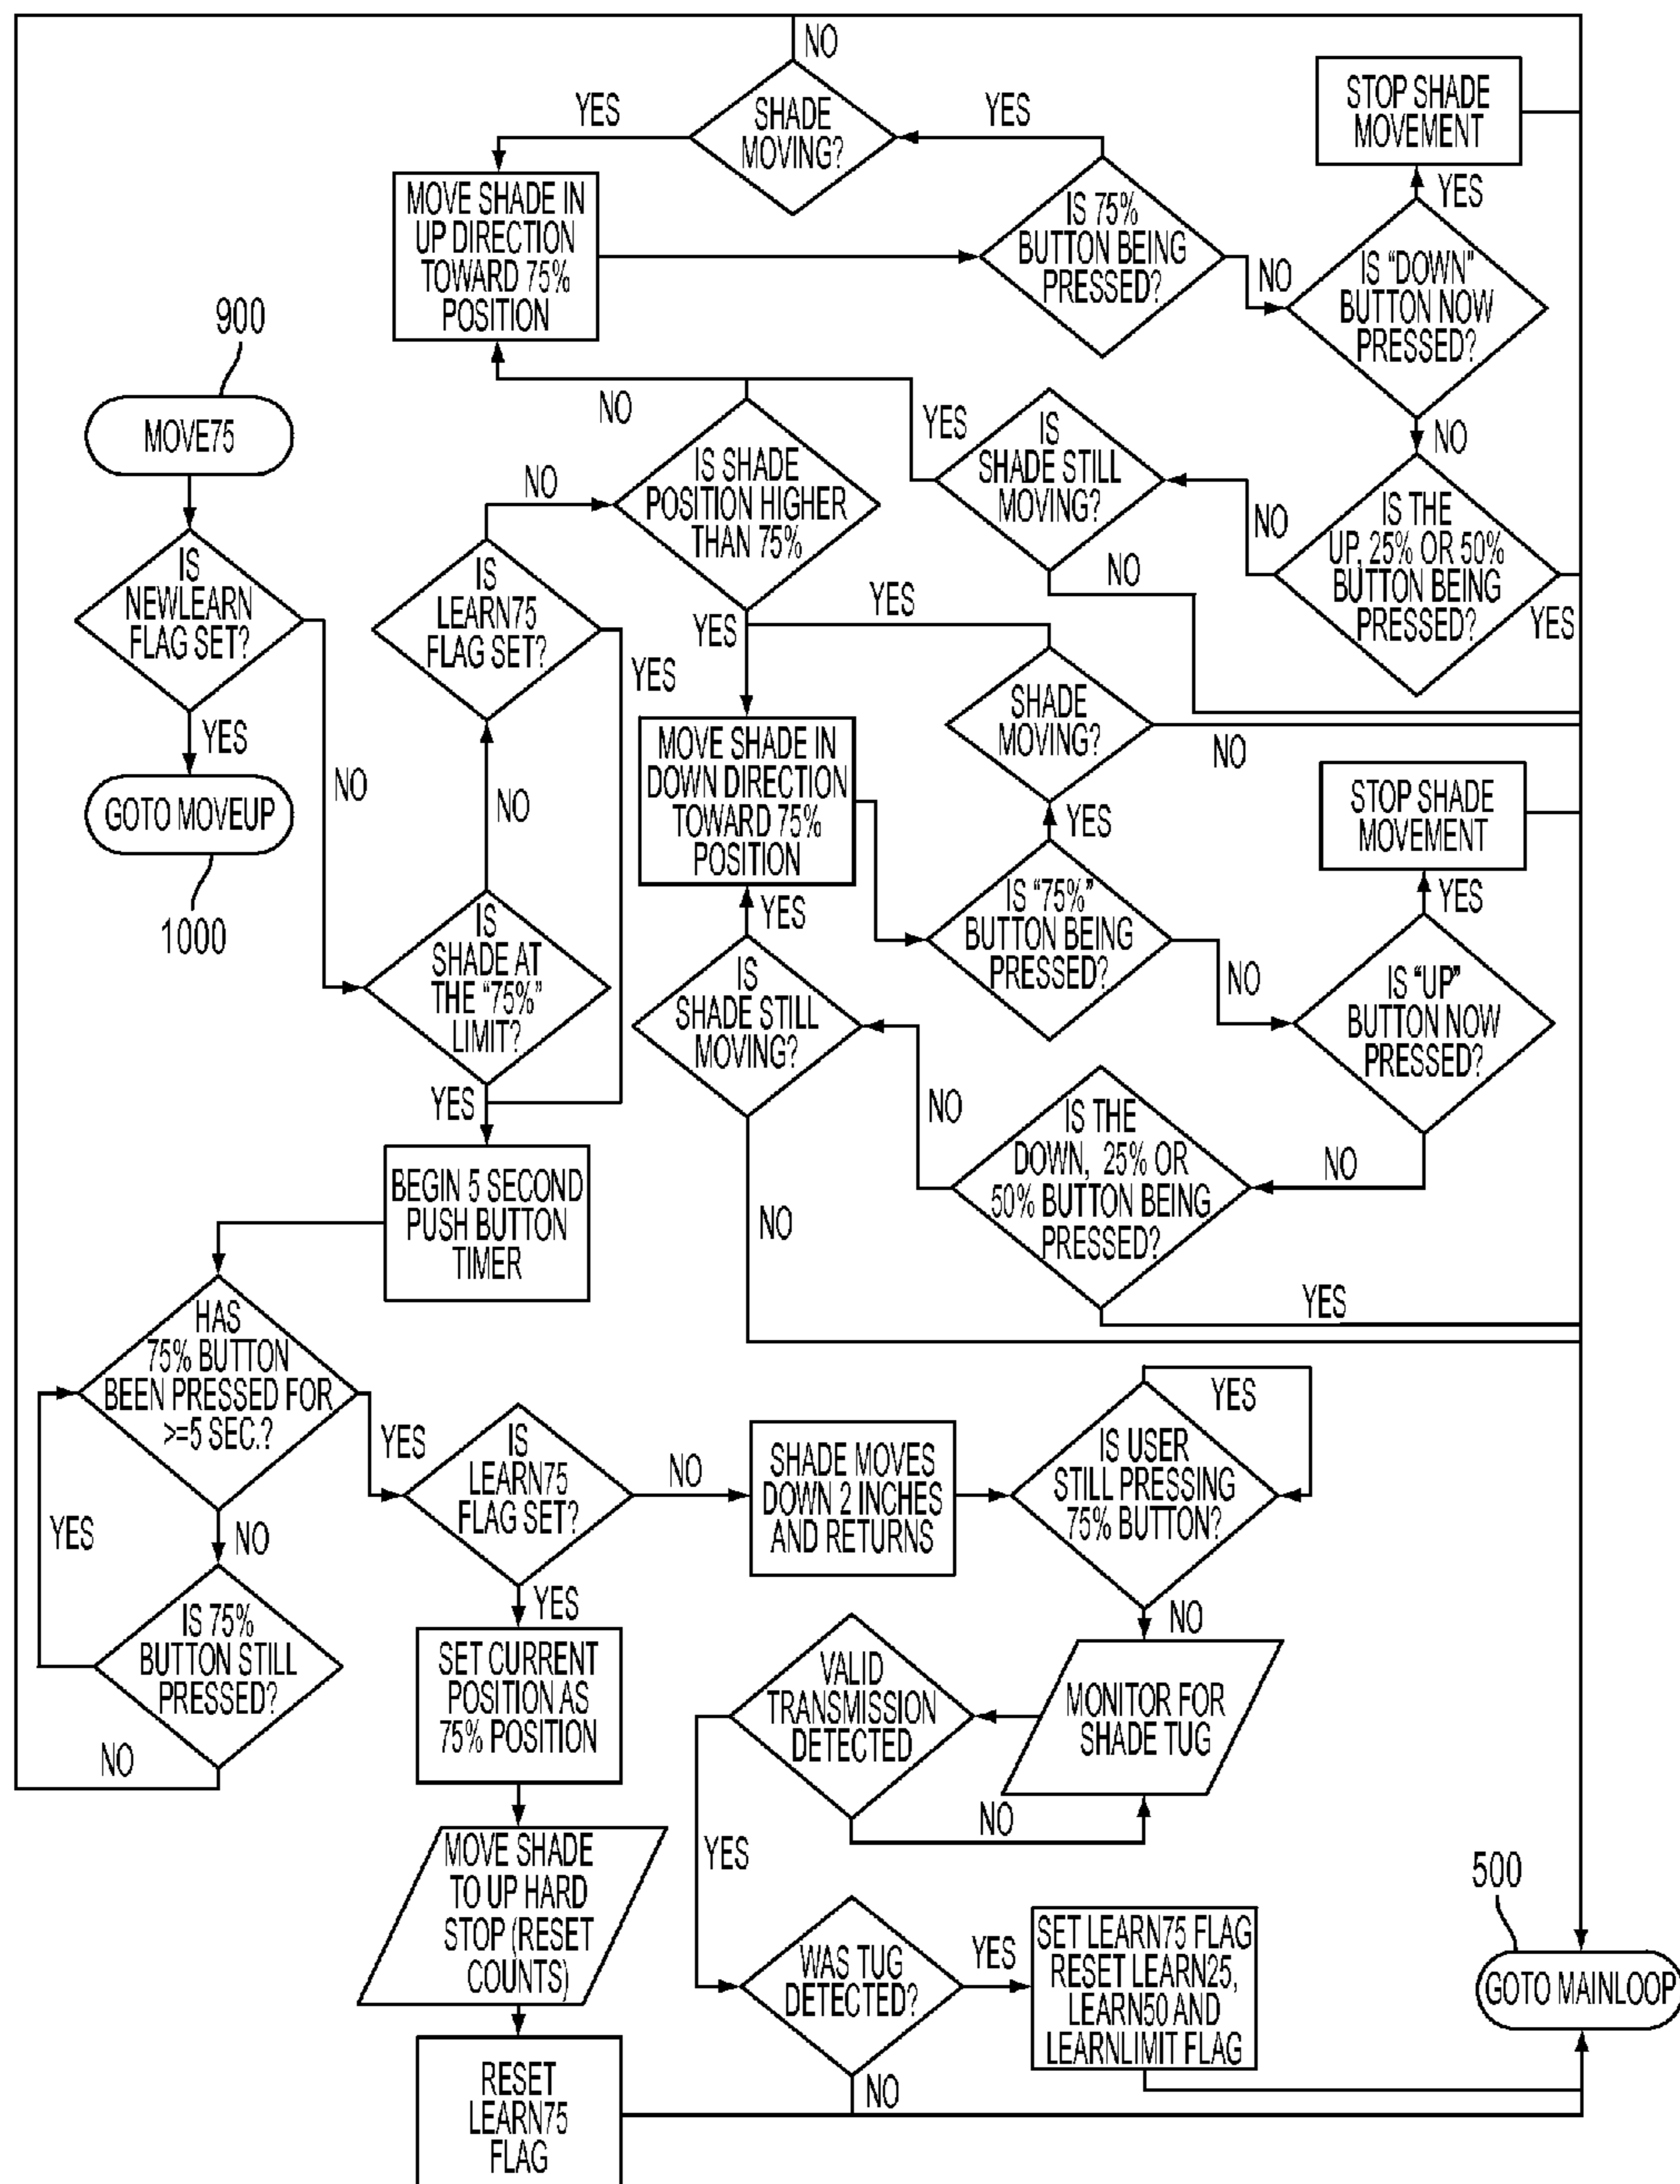 NO
SHADE
MOVING?
YES
YES
STOP SHADE
MOVEMENT
YES
MOVE SHADE IN
UP DIRECTION
TOWARD 75%
POSITION
IS 75%
BUTTON BEING
PRESSED?
NO
IS "DOWN"
BUTTON NOW
PRESSED?
NO
900
MOVE75
NO
IS SHADE
POSITION HIGHER
THAN 75%
NO
YES
YES
IS
SHADE STILL
MOVING?
NO
YES
NO
IS THE
UP, 25% OR 50%
BUTTON BEING
PRESSED?
YES
IS
NEWLEARN
FLAG SET?
YES
NO
GOTO MOVEUP
1000
IS
LEARN75
FLAG SET?
YES
NO
IS
SHADE AT
THE "75%"
LIMIT?
YES
SHADE
MOVING?
NO
MOVE SHADE IN
DOWN DIRECTION
TOWARD 75%
POSITION
YES
STOP SHADE
MOVEMENT
YES
IS "75%"
BUTTON BEING
PRESSED?
NO
IS "UP"
BUTTON NOW
PRESSED?
NO
YES
IS
SHADE STILL
MOVING?
NO
NO
IS THE
DOWN, 25% OR
50% BUTTON BEING
PRESSED?
YES
BEGIN 5 SECOND
PUSH BUTTON
TIMER
HAS
75% BUTTON
BEEN PRESSED FOR
>=5 SEC.?
YES
NO
YES
IS 75%
BUTTON STILL
PRESSED?
NO
IS
LEARN75
FLAG SET?
NO
YES
SHADE MOVES
DOWN 2 INCHES
AND RETURNS
IS USER
STILL PRESSING
75% BUTTON?
YES
NO
SET CURRENT
POSITION AS
75% POSITION
VALID
TRANSMISSION
DETECTED
MONITOR FOR
SHADE TUG
NO
YES
MOVE SHADE
TO UP HARD
STOP (RESET
COUNTS)
WAS TUG
DETECTED?
YES
NO
SET LEARN75 FLAG
RESET LEARN25,
LEARN50 AND
LEARNLIMIT FLAG
500
GOTO MAINLOOP
RESET
LEARN75
FLAG